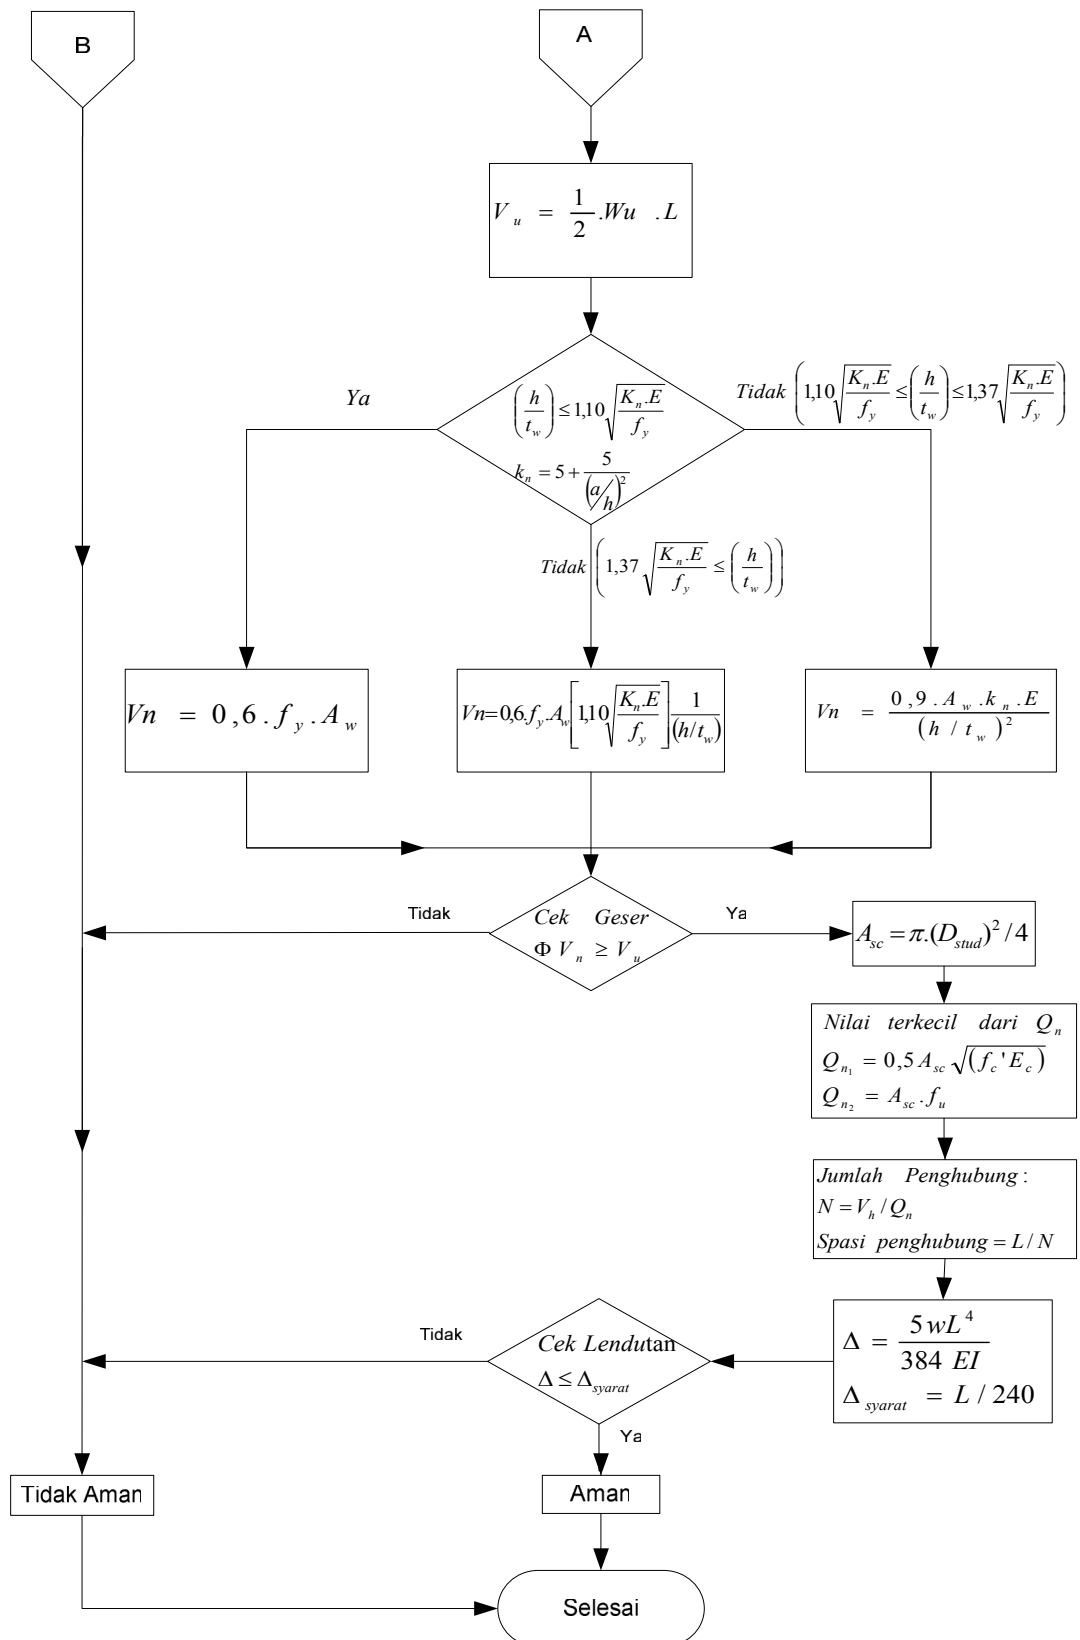 B
A
V_u = 1/2 .Wu .L
Ya
(h/t_w) ≤ 1,10 √(K_n.E/f_y)
k_n = 5 + 5/(a/h)^2
Tidak (1,10 √(K_n.E/f_y) ≤ (h/t_w) ≤ 1,37 √(K_n.E/f_y))
Tidak (1,37 √(K_n.E/f_y) ≤ (h/t_w))
Vn = 0,6 . f_y . A_w
Vn=0,6.f_y.A_w [1,10 √(K_n.E/f_y)] 1/(h/t_w)
Vn = 0,9 . A_w . k_n . E/(h / t_w)^2
Tidak
Cek Geser
Φ V_n ≥ V_u
Ya
A_sc = π.(D_stud)^2/4
Nilai terkecil dari Q_n
Q_n_1 = 0,5 A_sc √(f_c'E_c)
Q_n_2 = A_sc . f_u
Jumlah Penghubung :
N = V_h / Q_n
Spasi penghubung = L / N
Tidak
Cek Lendutan
Δ ≤ Δ_syarat
Δ = 5 wL^4/384 EI
Δ_syarat = L / 240
Ya
Tidak Aman
Aman
Selesai